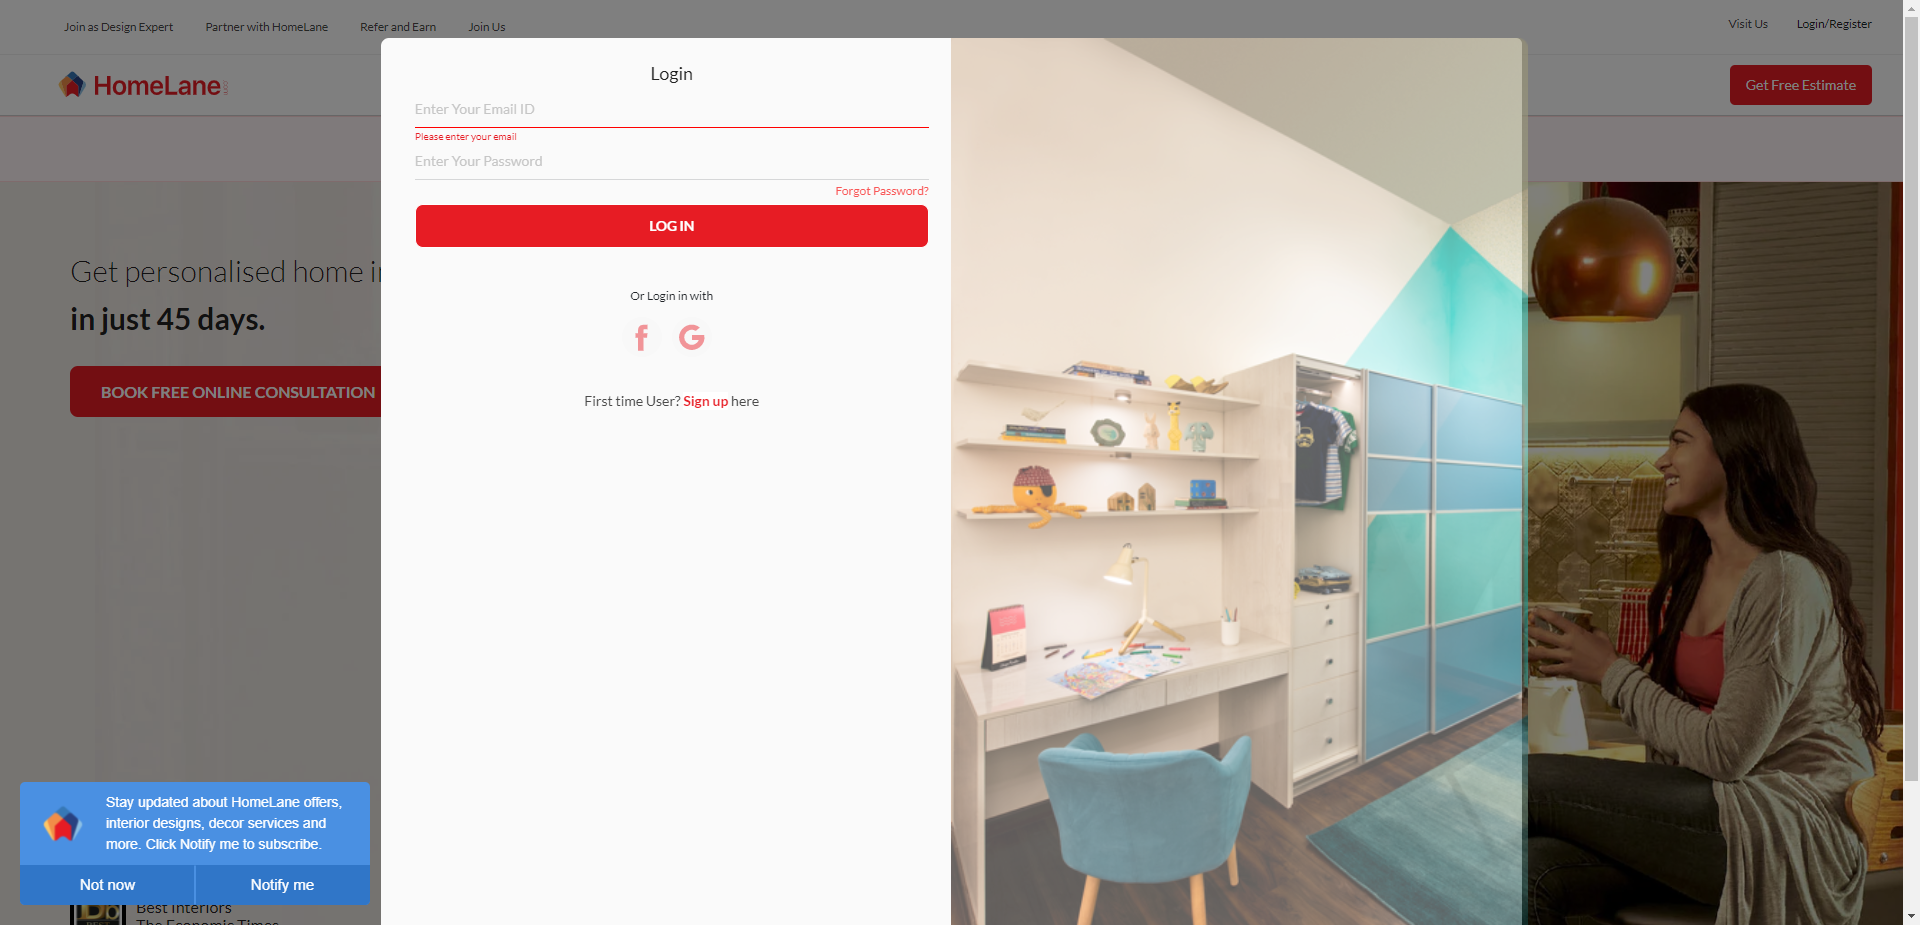 Join as Design Expert
Partner with HomeLane
Refer and Earn
Join Us
Visit Us
Login/Register
HomeLane
Get Free Estimate
Login
Enter Your Email ID
Please enter your email
Enter Your Password
Forgot Password?
LOG IN
Or Login in with
f G
First time User? Sign up here
Get personalised home i
in just 45 days.
BOOK FREE ONLINE CONSULTATION
Stay updated about HomeLane offers,
interior designs, decor services and
more. Click Notify me to subscribe.
Not now
Notify me
Best Interiors
The Economic Times